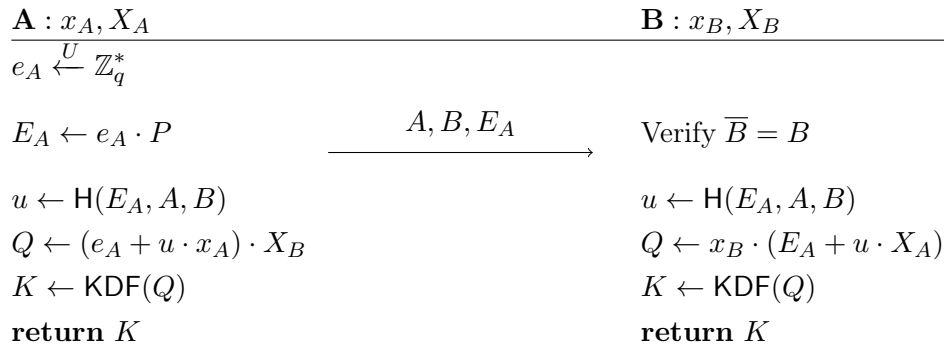 A : x_A, X_A B : x_B, X_B
e_A ←^U ℤ_q^*
E_A ← e_A · P A, B, E_A Verify B̅ = B
u ← H(E_A, A, B) u ← H(E_A, A, B)
Q ← (e_A + u · x_A) · X_B Q ← x_B · (E_A + u · X_A)
K ← KDF(Q) K ← KDF(Q)
return K return K